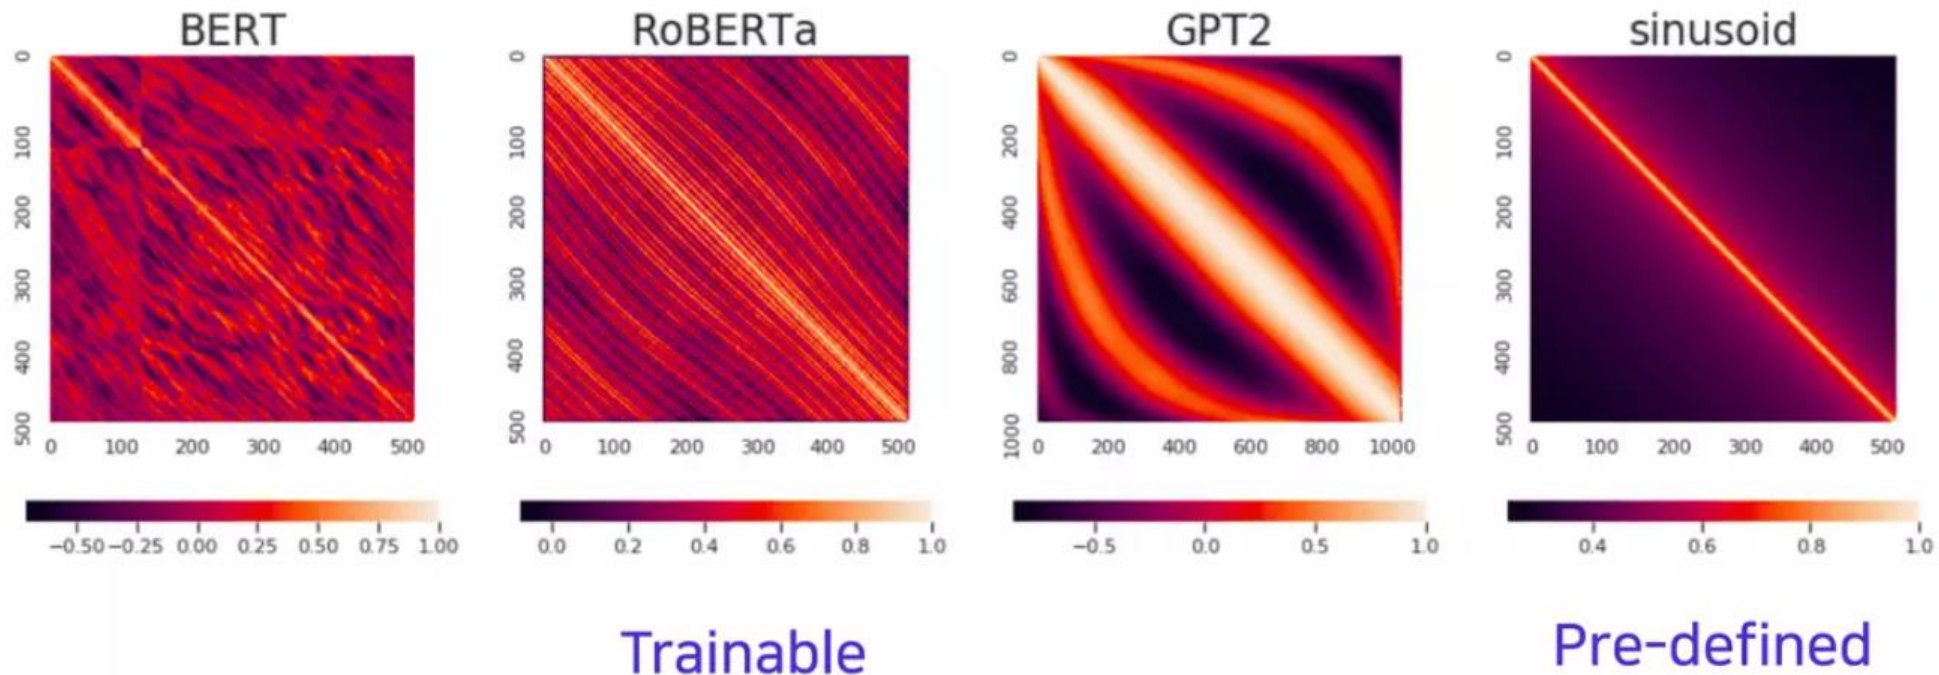 BERT RoBERTa GPT2 sinusoid
0 0 0 0
100 100 200 100
200 200 400 200
300 300 600 300
400 400 800 400
500 500 1000 500
0 100 200 300 400 500 0 100 200 300 400 500 0 200 400 600 800 1000 0 100 200 300 400 500
−0.50 −0.25 0.00 0.25 0.50 0.75 1.00 0.0 0.2 0.4 0.6 0.8 1.0 −0.5 0.0 0.5 1.0 0.4 0.6 0.8 1.0
Trainable Pre-defined